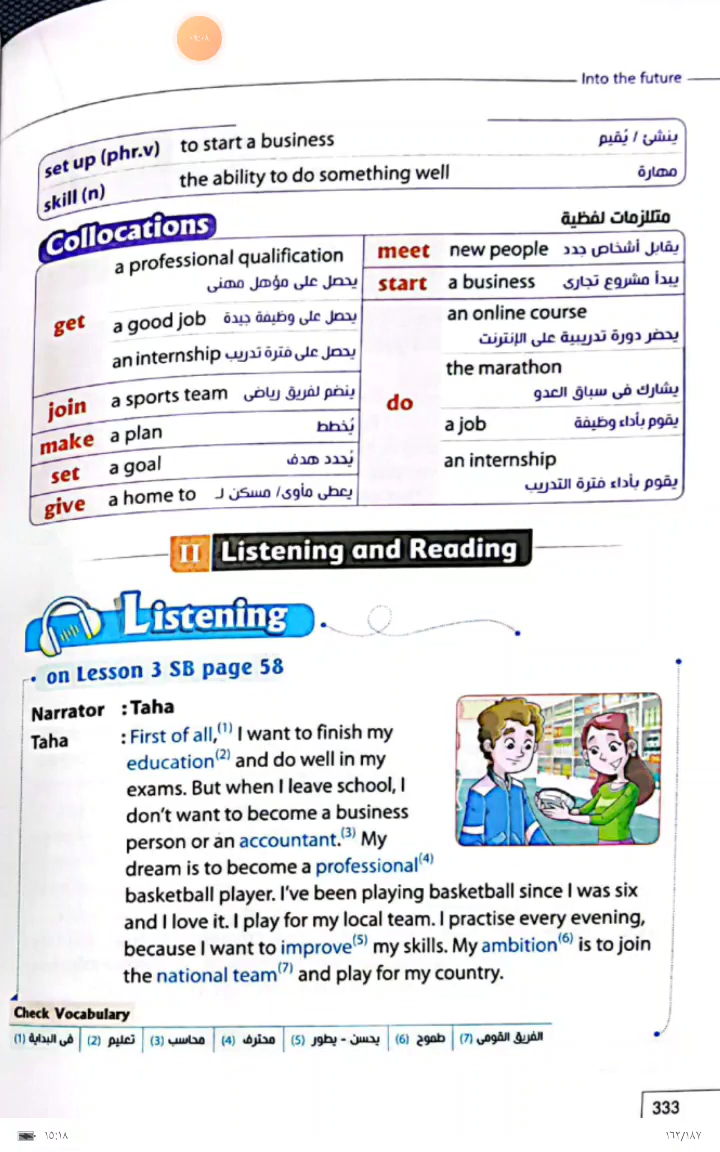 ١٩:٠٨
Into the future
set up (phr.v) to start a business ينشئ / يُقيم
skill (n) the ability to do something well مهارة
Collocations متلازمات لفظية
get a professional qualification يحصل على مؤهل مهنى
a good job يحصل على وظيفة جيدة
an internship يحصل على فترة تدريب
join a sports team ينضم لفريق رياضى
make a plan يُخطط
set a goal يُحدد هدف
give a home to يعطى مأوى/ مسكن لـ
meet new people يقابل أشخاص جدد
start a business يبدأ مشروع تجارى
do an online course
يحضر دورة تدريبية على الإنترنت
the marathon
يشارك فى سباق العدو
a job يقوم بأداء وظيفة
an internship
يقوم بأداء فترة التدريب
II Listening and Reading
Listening
on Lesson 3 SB page 58
Narrator : Taha
Taha : First of all,(1) I want to finish my
education(2) and do well in my
exams. But when I leave school, I
don't want to become a business
person or an accountant.(3) My
dream is to become a professional(4)
basketball player. I've been playing basketball since I was six
and I love it. I play for my local team. I practise every evening,
because I want to improve(5) my skills. My ambition(6) is to join
the national team(7) and play for my country.
Check Vocabulary
(1) فى البداية (2) تعليم (3) محاسب (4) محترف (5) يحسن - يطور (6) طموح (7) الفريق القومى
333
١٥:١٨ ١٦٢/١٨٧